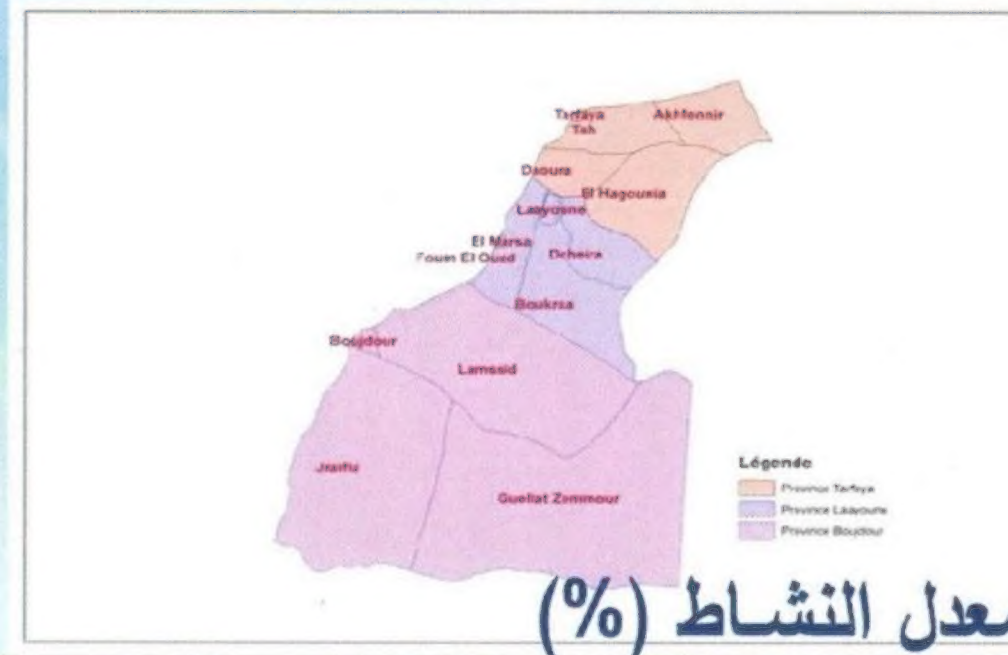 Tarfaya
Tah
Akhfennir
Daoura
El Hagounia
Laayoune
El Marsa
Foum El Oued
Dcheira
Boukraa
Boujdour
Lamssid
Jraifia
Gueltat Zemmour
Légende
Province Tarfaya
Province Laayoune
Province Boujdour
معدل النشاط (%)